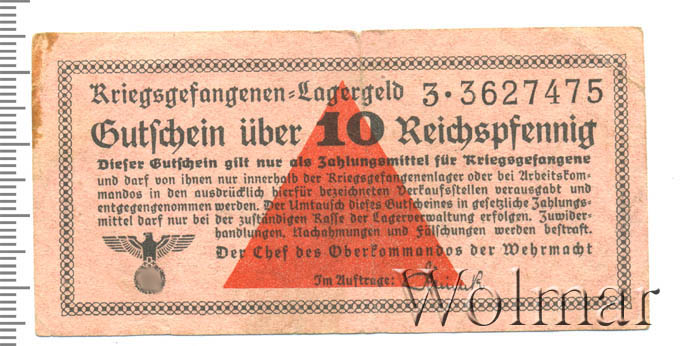 Kriegsgefangenen-Lagergeld 3·3627475
Gutschein über 10 Reichspfennig
Dieser Gutschein gilt nur als Zahlungsmittel für Kriegsgefangene
und darf von ihnen nur innerhalb der Kriegsgefangenenlager oder bei Arbeitskom-
mandos in den ausdrücklich hierfür bezeichneten Verkaufsstellen verausgabt und
entgegengenommen werden. Der Umtausch dieses Gutscheines in gesetzliche Zahlungs-
mittel darf nur bei der zuständigen Kasse der Lagerverwaltung erfolgen. Zuwider-
handlungen, Nachahmungen und Fälschungen werden bestraft.
Der Chef des Oberkommandos der Wehrmacht
Im Auftrage:
Wolmar